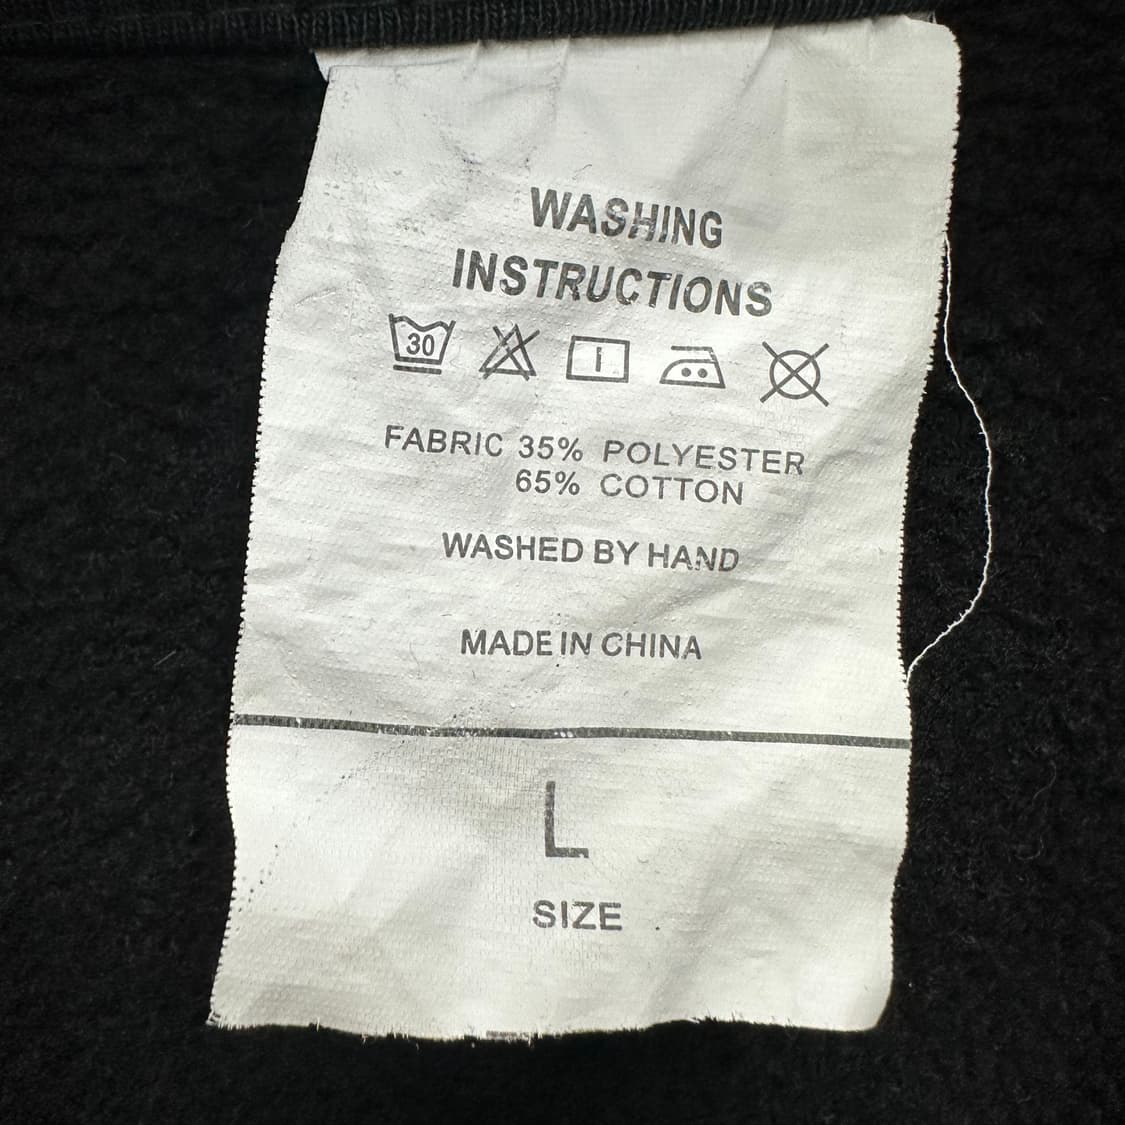 WASHING
INSTRUCTIONS
30
FABRIC 35% POLYESTER
65% COTTON
WASHED BY HAND
MADE IN CHINA
L
SIZE